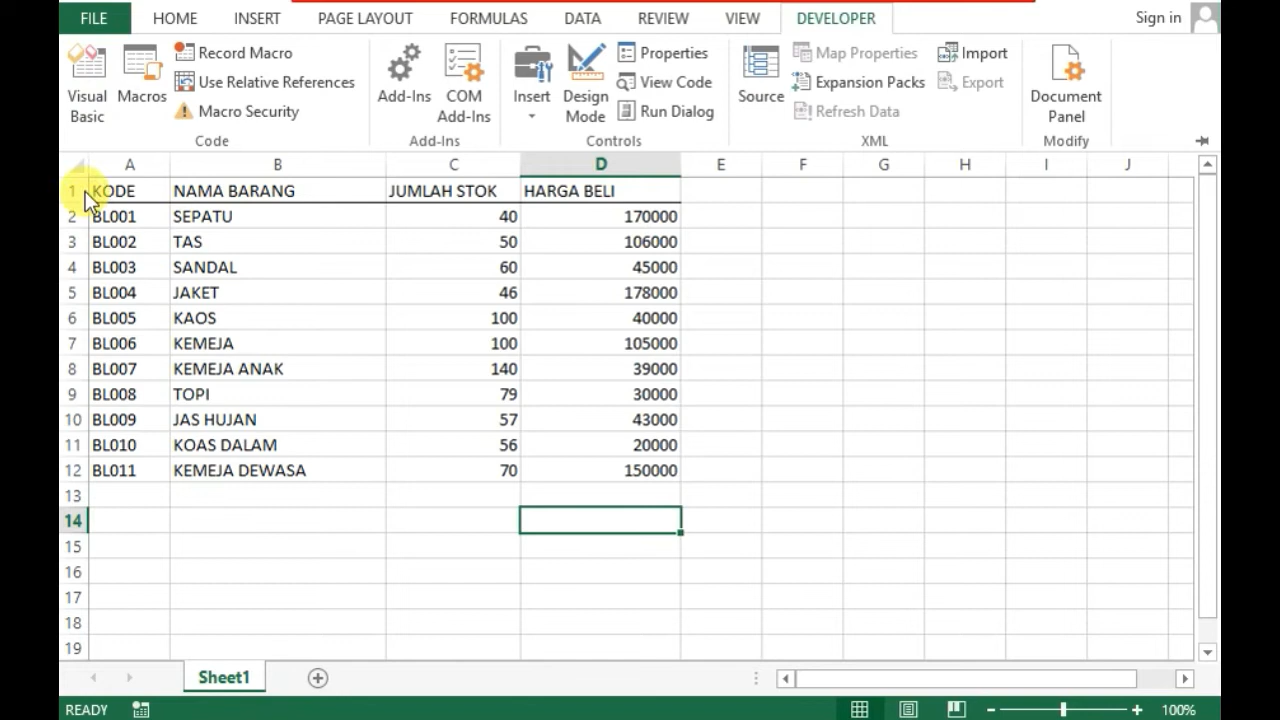 FILE HOME INSERT PAGE LAYOUT FORMULAS DATA REVIEW VIEW DEVELOPER Sign in
Visual Basic
Macros
Record Macro
Use Relative References
Macro Security
Code
Add-Ins
COM Add-Ins
Add-Ins
Insert
Design Mode
Properties
View Code
Run Dialog
Controls
Source
Map Properties
Expansion Packs
Refresh Data
Import
Export
XML
Document Panel
Modify
A B C D E F G H I J
1 KODE NAMA BARANG JUMLAH STOK HARGA BELI
2 BL001 SEPATU 40 170000
3 BL002 TAS 50 106000
4 BL003 SANDAL 60 45000
5 BL004 JAKET 46 178000
6 BL005 KAOS 100 40000
7 BL006 KEMEJA 100 105000
8 BL007 KEMEJA ANAK 140 39000
9 BL008 TOPI 79 30000
10 BL009 JAS HUJAN 57 43000
11 BL010 KOAS DALAM 56 20000
12 BL011 KEMEJA DEWASA 70 150000
13
14
15
16
17
18
19
Sheet1
READY 100%